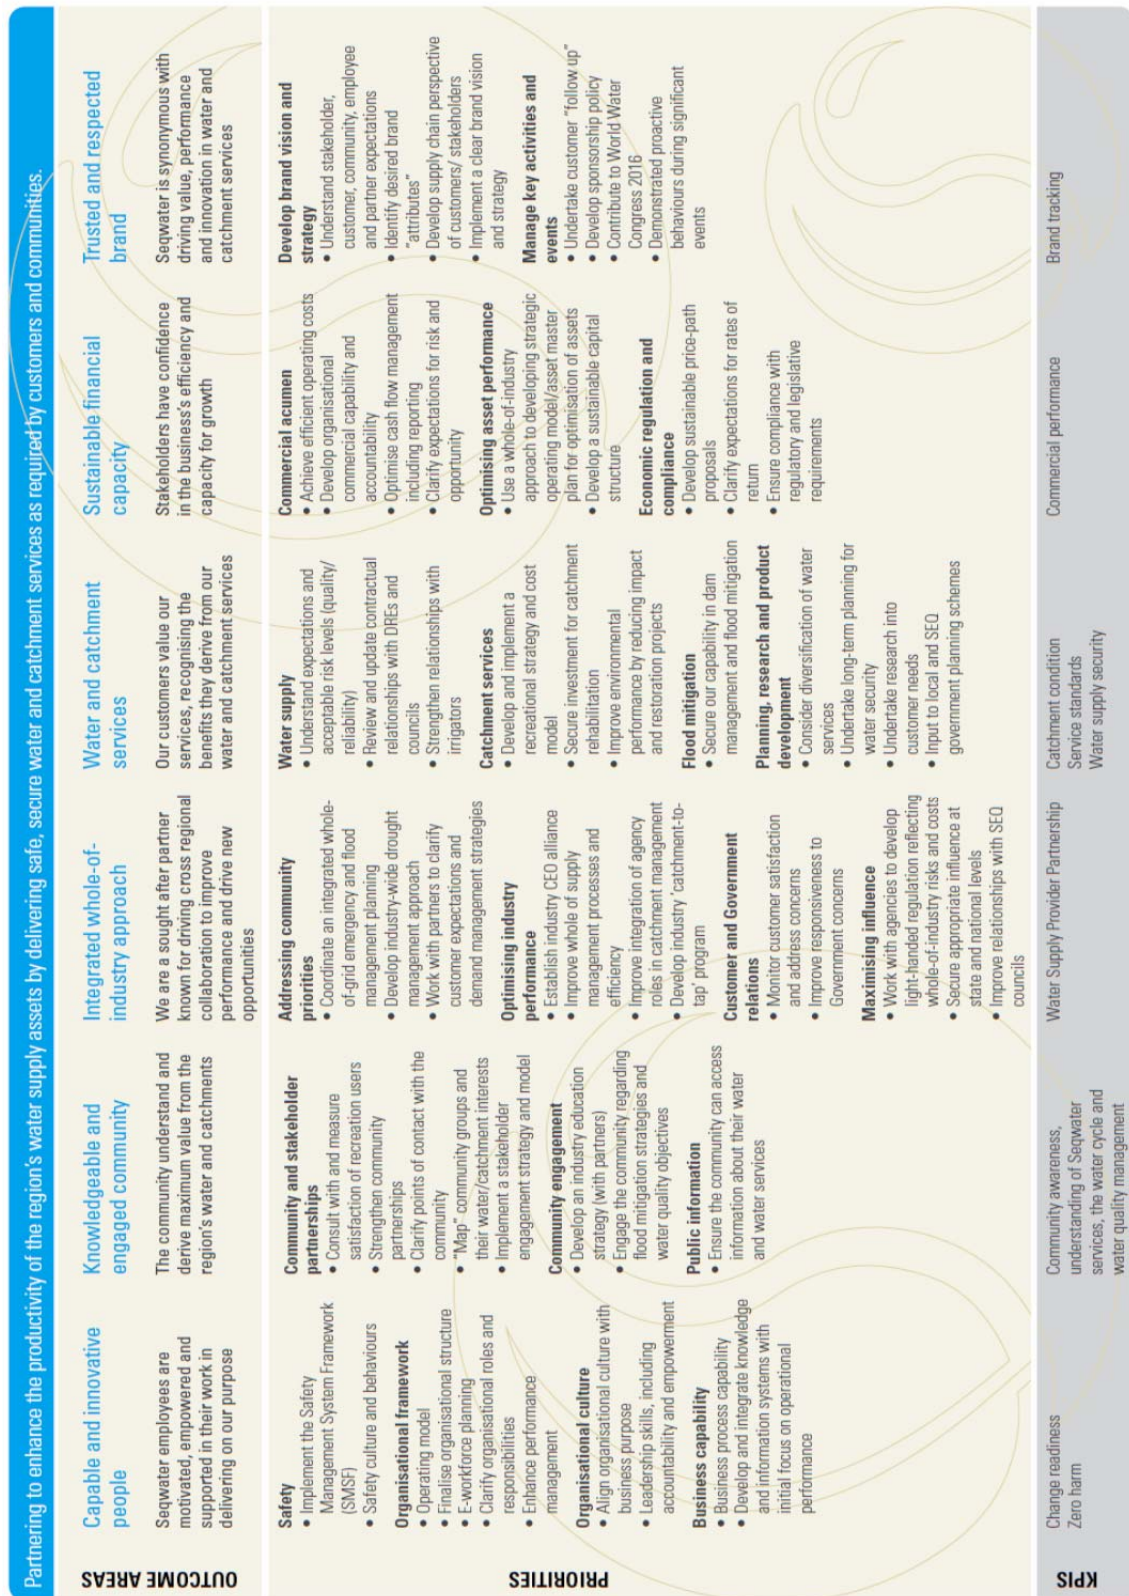 Partnering to enhance the productivity of the region's water supply assets by delivering safe, secure water and catchment services as required by customers and communities.
OUTCOME AREAS
Capable and innovative
people
Seqwater employees are
motivated, empowered and
supported in their work in
delivering on our purpose
Knowledgeable and
engaged community
The community understand and
derive maximum value from the
region's water and catchments
Integrated whole-of-
industry approach
We are a sought after partner
known for driving cross regional
collaboration to improve
performance and drive new
opportunities
Water and catchment
services
Our customers value our
services, recognising the
benefits they derive from our
water and catchment services
Sustainable financial
capacity
Stakeholders have confidence
in the business's efficiency and
capacity for growth
Trusted and respected
brand
Seqwater is synonymous with
driving value, performance
and innovation in water and
catchment services
PRIORITIES
Safety
• Implement the Safety
Management System Framework
(SMSF)
• Safety culture and behaviours
Organisational framework
• Operating model
• Finalise organisational structure
• E-workforce planning
• Clarify organisational roles and
responsibilities
• Enhance performance
management
Organisational culture
• Align organisational culture with
business purpose
• Leadership skills, including
accountability and empowerment
Business capability
• Business process capability
• Develop and integrate knowledge
and information systems with
initial focus on operational
performance
Community and stakeholder
partnerships
• Consult with and measure
satisfaction of recreation users
• Strengthen community
partnerships
• Clarify points of contact with the
community
• "Map" community groups and
their water/catchment interests
• Implement a stakeholder
engagement strategy and model
Community engagement
• Develop an industry education
strategy (with partners)
• Engage the community regarding
flood mitigation strategies and
water quality objectives
Public information
• Ensure the community can access
information about their water
and water services
Addressing community
priorities
• Coordinate an integrated whole-
of-grid emergency and flood
management planning
• Develop industry-wide drought
management approach
• Work with partners to clarify
customer expectations and
demand management strategies
Optimising industry
performance
• Establish industry CEO alliance
• Improve whole of supply
management processes and
efficiency
• Improve integration of agency
roles in catchment management
• Develop industry 'catchment-to-
tap' program
Customer and Government
relations
• Monitor customer satisfaction
and address concerns
• Improve responsiveness to
Government concerns
Maximising influence
• Work with agencies to develop
light-handed regulation reflecting
whole-of-industry risks and costs
• Secure appropriate influence at
state and national levels
• Improve relationships with SEQ
councils
Water supply
• Understand expectations and
acceptable risk levels (quality/
reliability)
• Review and update contractual
relationships with DREs and
councils
• Strengthen relationships with
irrigators
Catchment services
• Develop and implement a
recreational strategy and cost
model
• Secure investment for catchment
rehabilitation
• Improve environmental
performance by reducing impact
and restoration projects
Flood mitigation
• Secure our capability in dam
management and flood mitigation
Planning, research and product
development
• Consider diversification of water
services
• Undertake long-term planning for
water security
• Undertake research into
customer needs
• Input to local and SEQ
government planning schemes
Commercial acumen
• Achieve efficient operating costs
• Develop organisational
commercial capability and
accountability
• Optimise cash flow management
including reporting
• Clarify expectations for risk and
opportunity
Optimising asset performance
• Use a whole-of-industry
approach to developing strategic
operating model/asset master
plan for optimisation of assets
• Develop a sustainable capital
structure
Economic regulation and
compliance
• Develop sustainable price-path
proposals
• Clarify expectations for rates of
return
• Ensure compliance with
regulatory and legislative
requirements
Develop brand vision and
strategy
• Understand stakeholder,
customer, community, employee
and partner expectations
• Identify desired brand
"attributes"
• Develop supply chain perspective
of customers/ stakeholders
• Implement a clear brand vision
and strategy
Manage key activities and
events
• Undertake customer "follow up"
• Develop sponsorship policy
• Contribute to World Water
Congress 2016
• Demonstrated proactive
behaviours during significant
events
KPIS
Change readiness
Zero harm
Community awareness,
understanding of Seqwater
services, the water cycle and
water quality management
Water Supply Provider Partnership
Catchment condition
Service standards
Water supply security
Commercial performance
Brand tracking